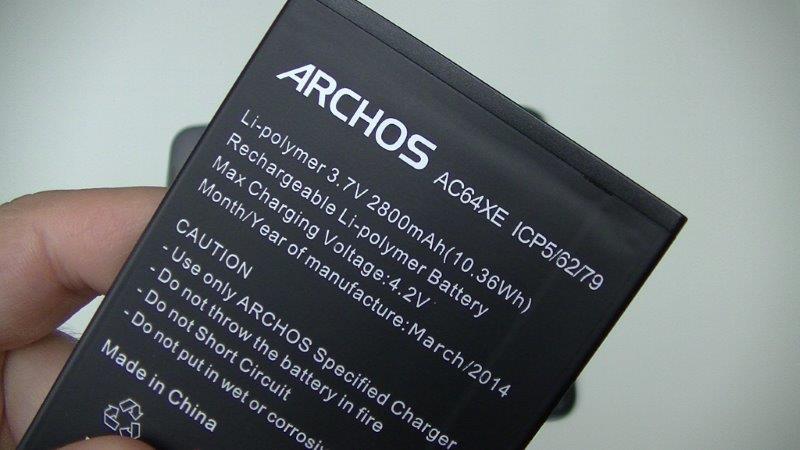 ARCHOS AC64XE ICP5/62/79
Li-polymer 3.7V 2800mAh(10.36Wh)
Rechargeable Li-polymer Battery
Max Charging Voltage:4.2V
Month/Year of manufacture:March/2014
CAUTION
- Use only ARCHOS Specified Charger
- Do not throw the battery in fire
- Do not Short Circuit
- Do not put in wet or
Made in China